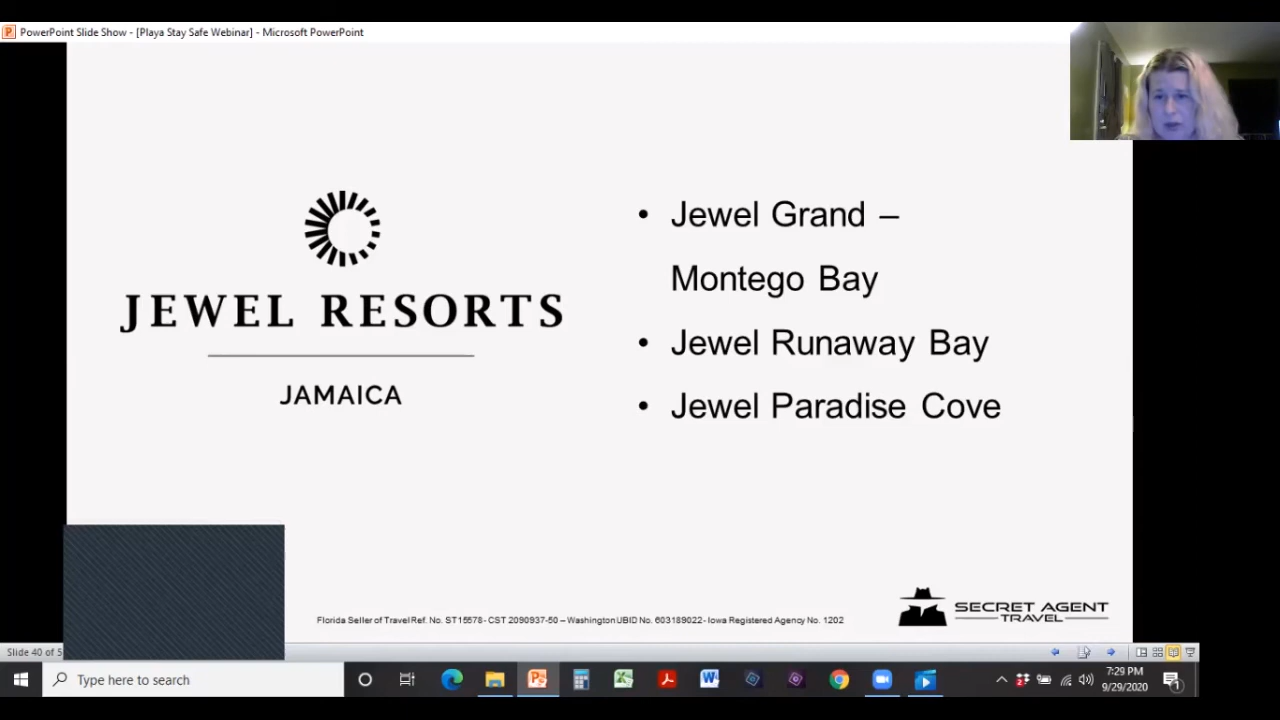 PowerPoint Slide Show - [Playa Stay Safe Webinar] - Microsoft PowerPoint
JEWEL RESORTS
JAMAICA
• Jewel Grand –
Montego Bay
• Jewel Runaway Bay
• Jewel Paradise Cove
Florida Seller of Travel Ref. No. ST15578- CST 2090937-50 – Washington UBID No. 603189022- Iowa Registered Agency No. 1202
SECRET AGENT
TRAVEL
Slide 40 of 5
Type here to search
7:29 PM
9/29/2020